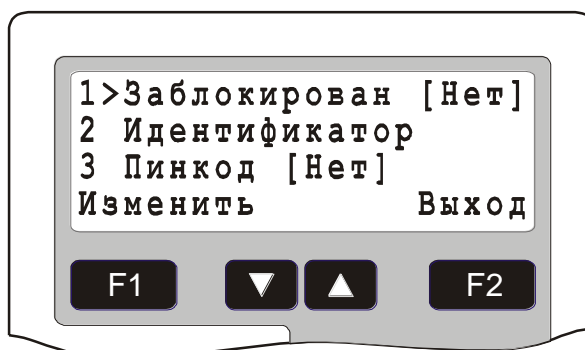 1>Заблокирован [Нет]
2 Идентификатор
3 Пинкод [Нет]
Изменить Выход
F1 F2